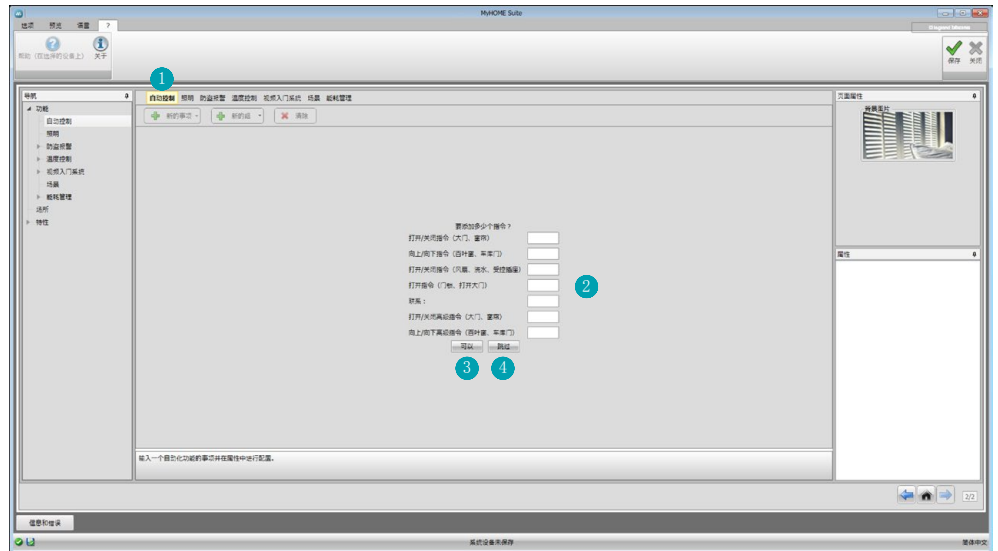 MyHOME Suite
选项 预览 语言 ?
帮助 (在选择的设备上) 关于
保存 关闭
1
导航
自动控制 照明 防盗报警 温度控制 视频入门系统 场景 能耗管理
页面属性
功能
新的事项 新的组 清除
背景图片
自动控制
照明
防盗报警
温度控制
视频入门系统
场景
能耗管理
场所
特性
要添加多少个指令?
打开/关闭指令 (大门、窗帘)
向上/向下指令 (百叶窗、车库门)
属性
打开/关闭指令 (风扇、洒水、受控插座)
打开指令 (门锁、打开大门)
2
联系:
打开/关闭高级指令 (大门、窗帘)
向上/向下高级指令 (百叶窗、车库门)
可以 跳过
3 4
插入一个自动化功能的事项并在属性中进行配置。
2/2
信息和错误
系统设备未保存 简体中文